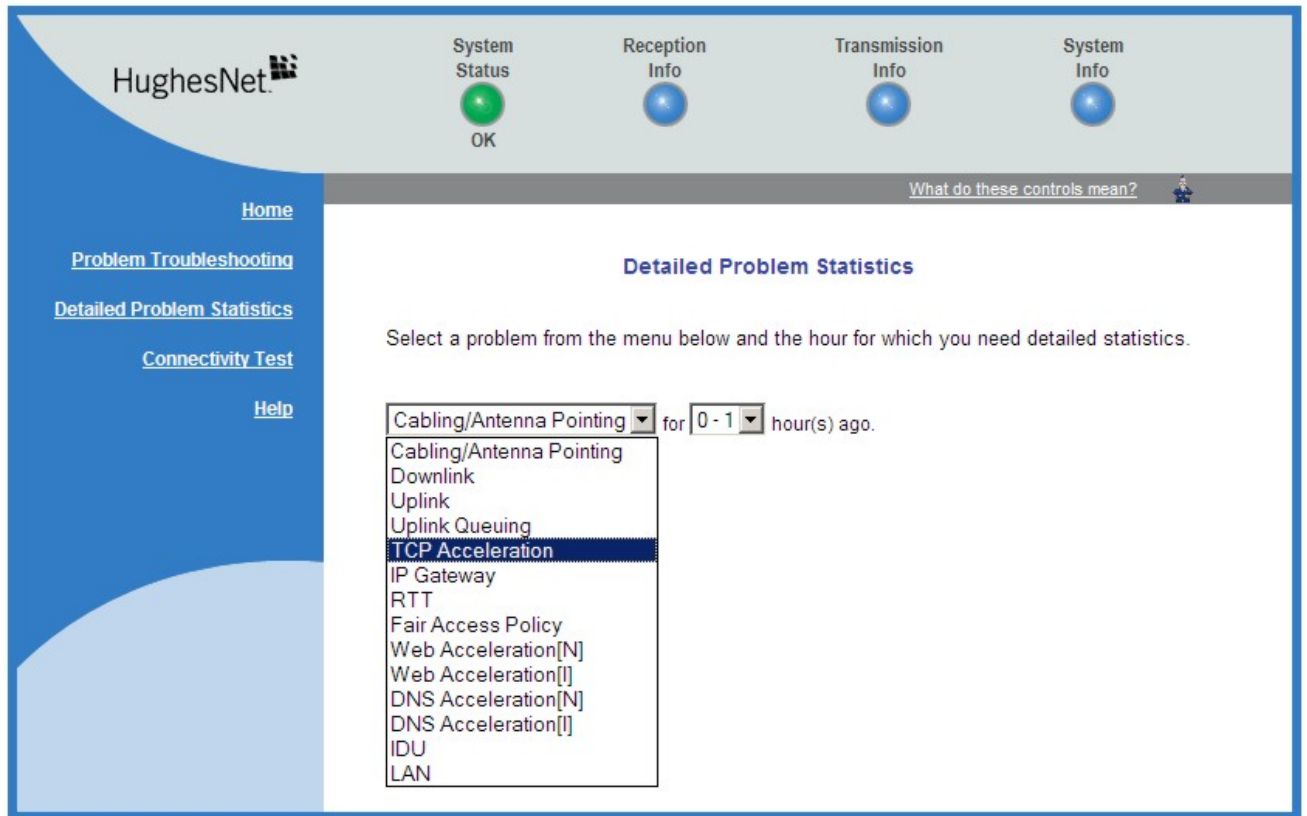 HughesNet.
System Status
OK
Reception Info
Transmission Info
System Info
What do these controls mean?
Home
Problem Troubleshooting
Detailed Problem Statistics
Connectivity Test
Help
Detailed Problem Statistics
Select a problem from the menu below and the hour for which you need detailed statistics.
Cabling/Antenna Pointing for 0 - 1 hour(s) ago.
Cabling/Antenna Pointing
Downlink
Uplink
Uplink Queuing
TCP Acceleration
IP Gateway
RTT
Fair Access Policy
Web Acceleration[N]
Web Acceleration[I]
DNS Acceleration[N]
DNS Acceleration[I]
IDU
LAN